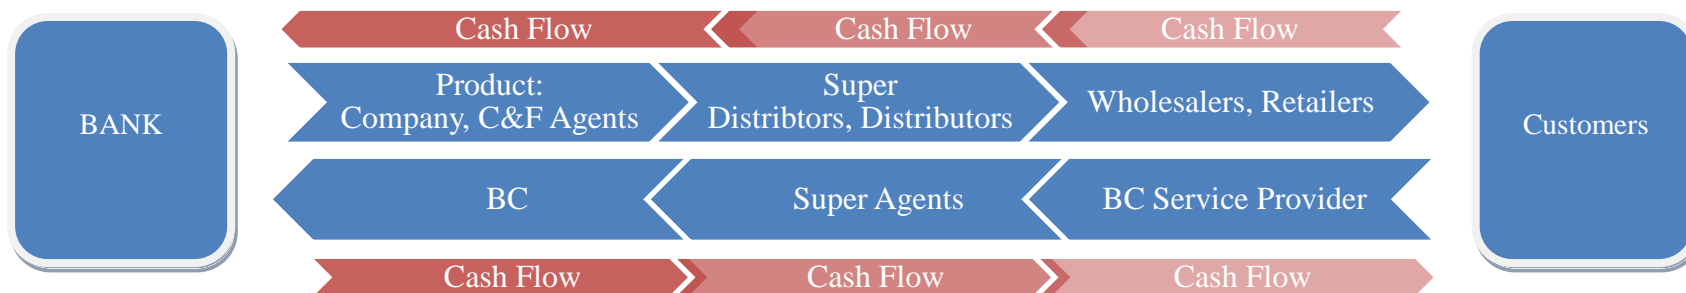 Cash Flow Cash Flow Cash Flow
BANK
Product:
Company, C&F Agents
Super
Distribtors, Distributors
Wholesalers, Retailers
Customers
BC Super Agents BC Service Provider
Cash Flow Cash Flow Cash Flow